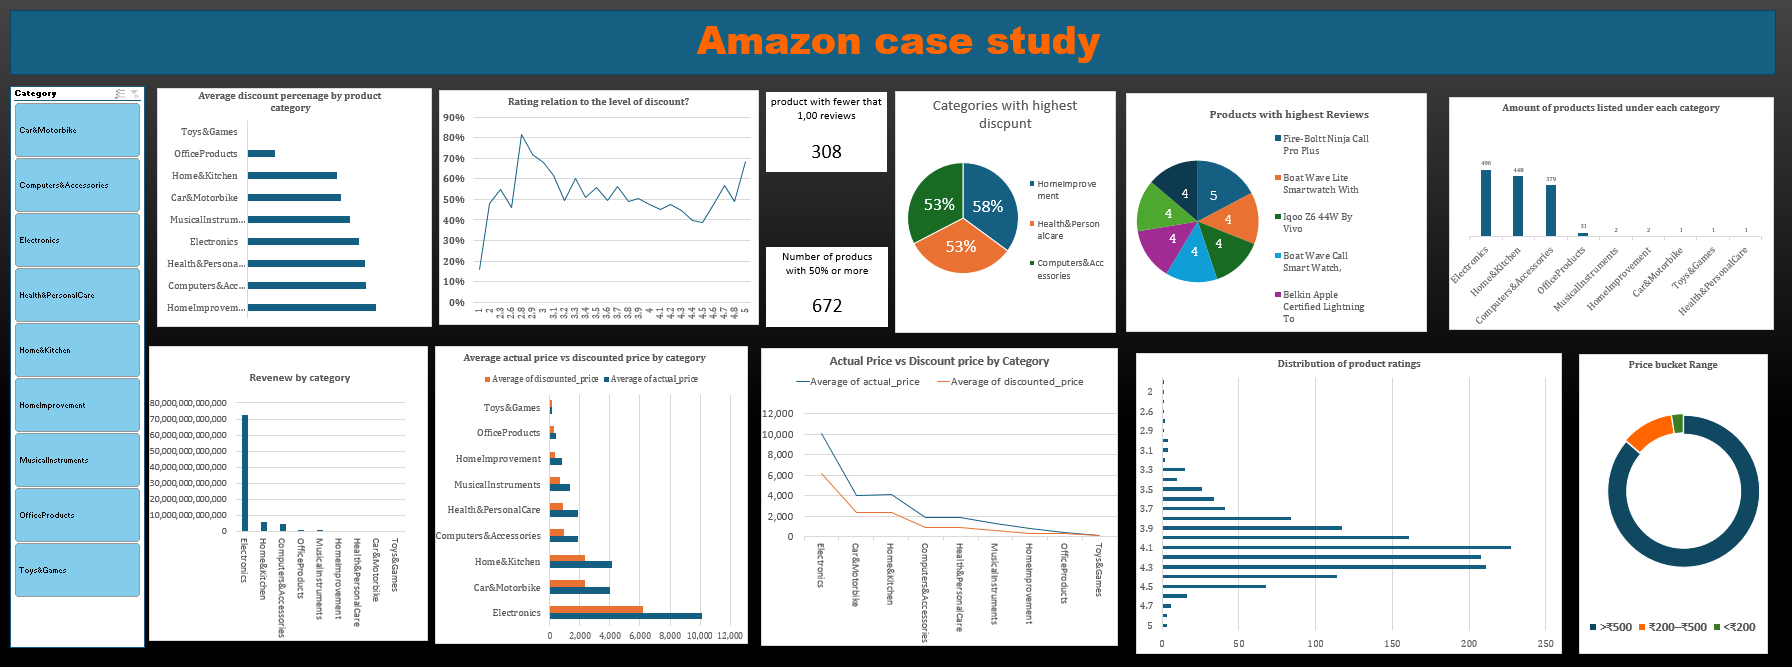 Amazon case study
Category
Car&Motorbike
Computers&Accessories
Electronics
Health&PersonalCare
Home&Kitchen
HomeImprovement
MusicalInstruments
OfficeProducts
Toys&Games
Average discount percenage by product
category
Toys&Games
OfficeProducts
Home&Kitchen
Car&Motorbike
MusicalInstrum...
Electronics
Health&Persona...
Computers&Acc...
HomeImprovem...
Rating relation to the level of discount?
90%
80%
70%
60%
50%
40%
30%
20%
10%
0%
1 2 2.3 2.6 2.8 2.9 3 3.1 3.2 3.3 3.4 3.5 3.6 3.7 3.8 3.9 4 4.1 4.2 4.3 4.4 4.5 4.6 4.7 4.8 5
product with fewer that
1,00 reviews
308
Number of producs
with 50% or more
672
Categories with highest
discpunt
53%
58%
53%
HomeImprove
ment
Health&Person
alCare
Computers&Acc
essories
Products with highest Reviews
4
5
4
4
4
4
4
Fire-Boltt Ninja Call
Pro Plus
Boat Wave Lite
Smartwatch With
Iqoo Z6 44W By
Vivo
Boat Wave Call
Smart Watch,
Belkin Apple
Certified Lightning
To
Amount of products listed under each category
496
448
379
31
2
2
1
1
1
Electronics
Home&Kitchen
Computers&Accessories
OfficeProducts
MusicalInstruments
HomeImprovement
Car&Motorbike
Toys&Games
Health&PersonalCare
Revenew by category
80,000,000,000,000
70,000,000,000,000
60,000,000,000,000
50,000,000,000,000
40,000,000,000,000
30,000,000,000,000
20,000,000,000,000
10,000,000,000,000
0
Electronics
Home&Kitchen
Computers&Accessories
OfficeProducts
MusicalInstruments
HomeImprovement
Health&PersonalCare
Car&Motorbike
Toys&Games
Average actual price vs discounted price by category
Average of discounted_price Average of actual_price
Toys&Games
OfficeProducts
HomeImprovement
MusicalInstruments
Health&PersonalCare
Computers&Accessories
Home&Kitchen
Car&Motorbike
Electronics
0 2,000 4,000 6,000 8,000 10,000 12,000
Actual Price vs Discount price by Category
Average of actual_price Average of discounted_price
12,000
10,000
8,000
6,000
4,000
2,000
0
Electronics
Car&Motorbike
Home&Kitchen
Computers&Accessories
Health&PersonalCare
MusicalInstruments
HomeImprovement
OfficeProducts
Toys&Games
Distribution of product ratings
2
2.6
2.9
3.1
3.3
3.5
3.7
3.9
4.1
4.3
4.5
4.7
5
0 50 100 150 200 250
Price bucket Range
>₹500 ₹200–₹500 <₹200